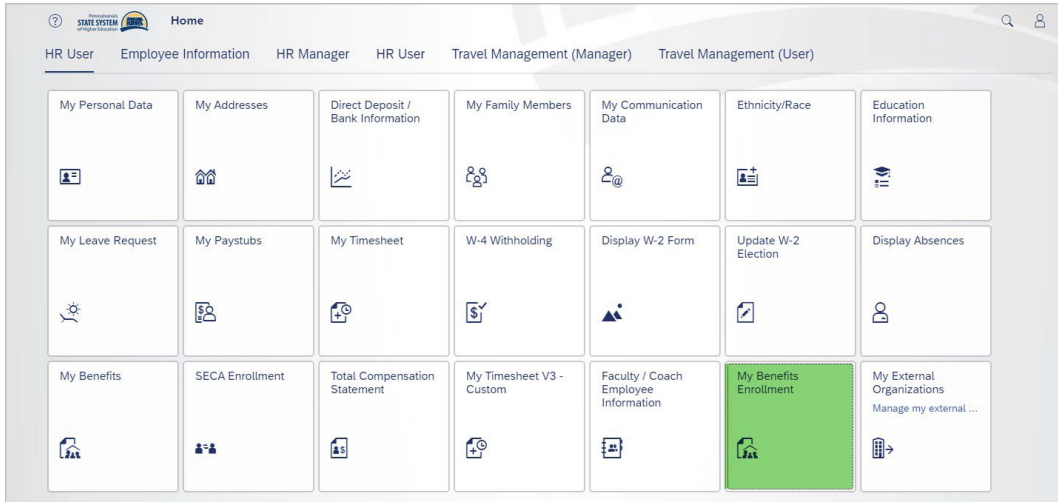 Pennsylvania's
STATE SYSTEM
of Higher Education
Home
HR User Employee Information HR Manager HR User Travel Management (Manager) Travel Management (User)
My Personal Data
My Addresses
Direct Deposit /
Bank Information
My Family Members
My Communication
Data
Ethnicity/Race
Education
Information
My Leave Request
My Paystubs
My Timesheet
W-4 Withholding
Display W-2 Form
Update W-2
Election
Display Absences
My Benefits
SECA Enrollment
Total Compensation
Statement
My Timesheet V3 -
Custom
Faculty / Coach
Employee
Information
My Benefits
Enrollment
My External
Organizations
Manage my external ...